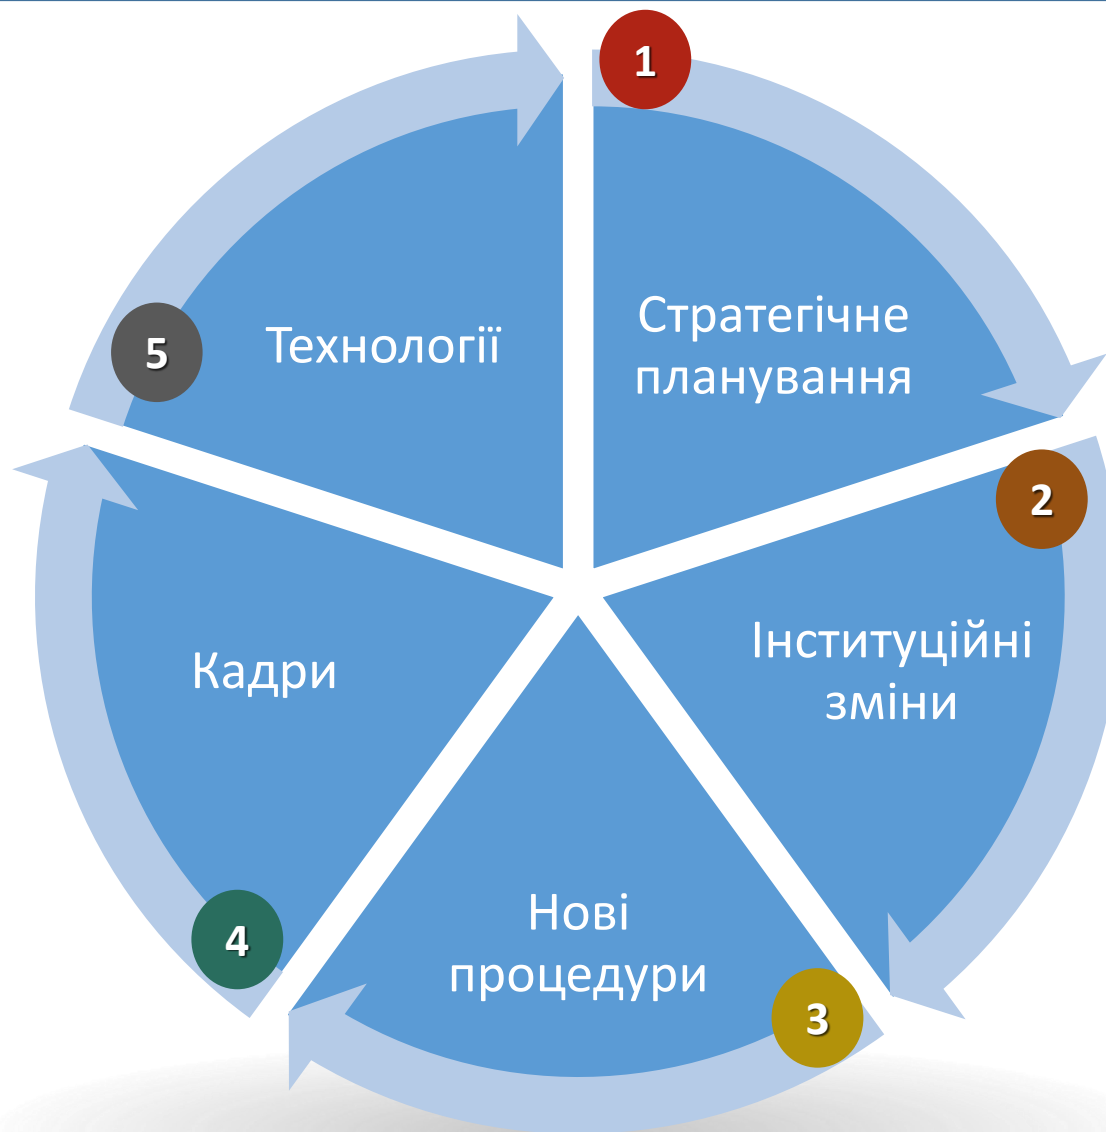 1
Стратегічне
планування
2
Інституційні
зміни
3
Нові
процедури
4
Кадри
5
Технології